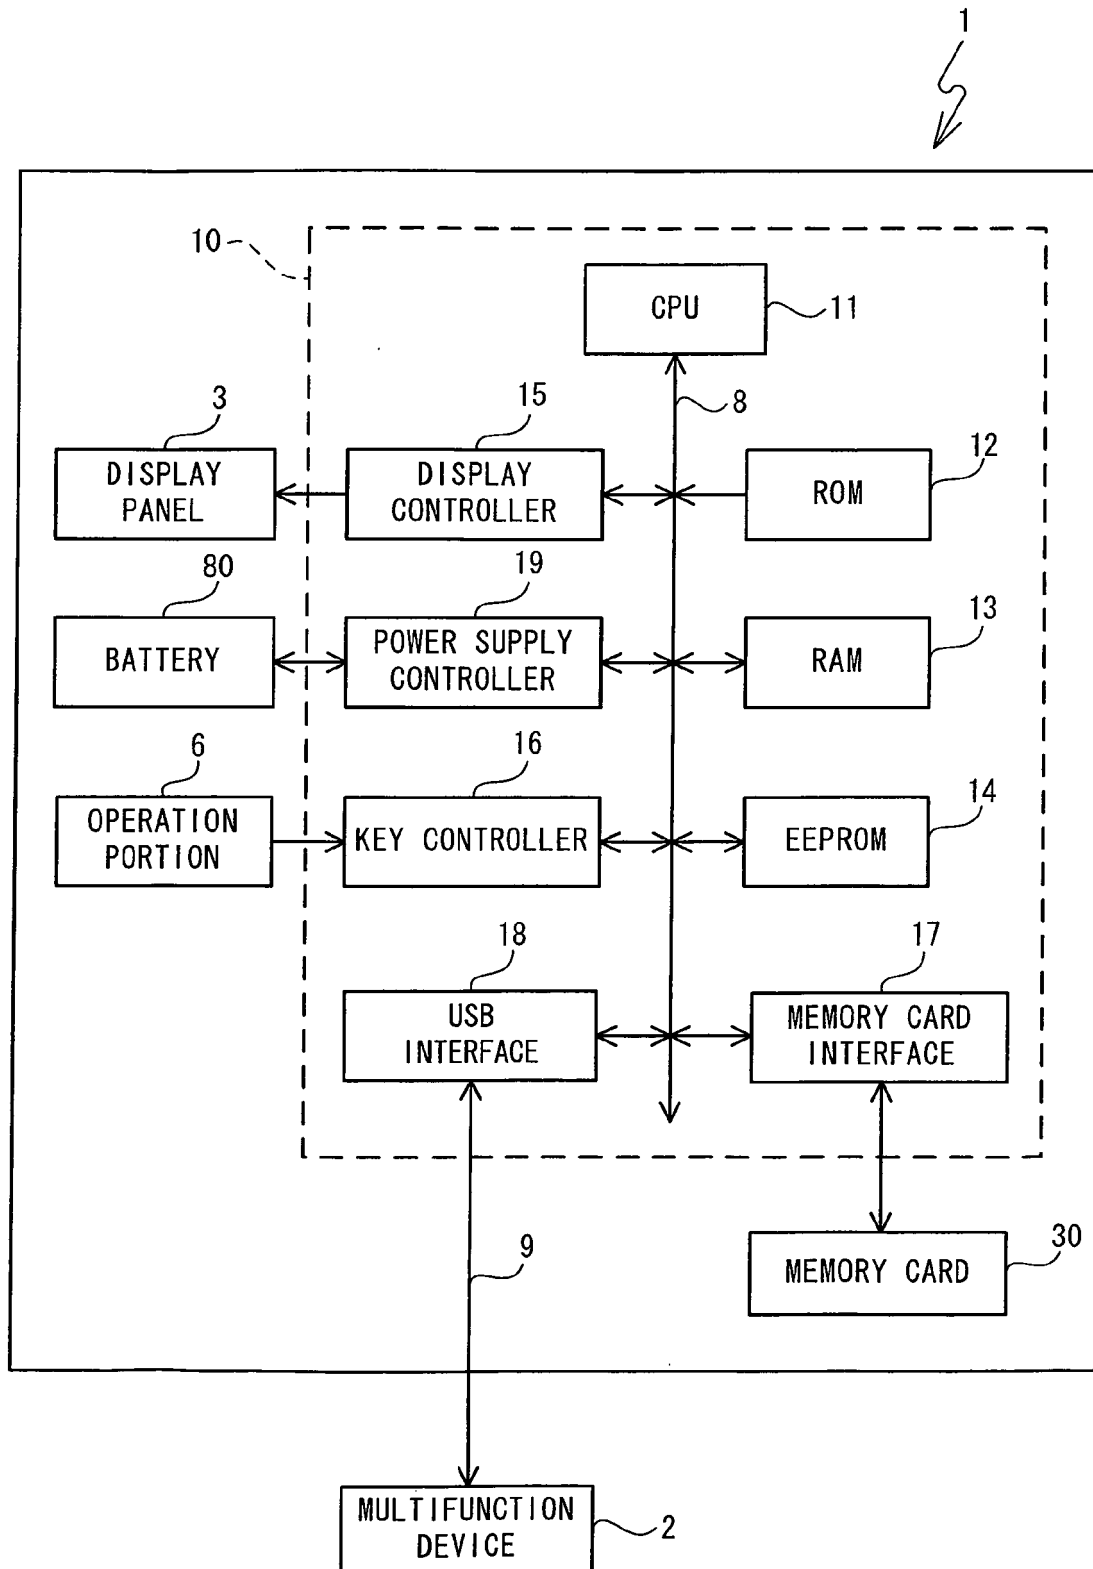 1
10
CPU
11
8
3
15
12
DISPLAY
PANEL
DISPLAY
CONTROLLER
ROM
80
19
13
BATTERY
POWER SUPPLY
CONTROLLER
RAM
6
16
14
OPERATION
PORTION
KEY CONTROLLER
EEPROM
18
17
USB
INTERFACE
MEMORY CARD
INTERFACE
9
30
MEMORY CARD
MULTIFUNCTION
DEVICE
2